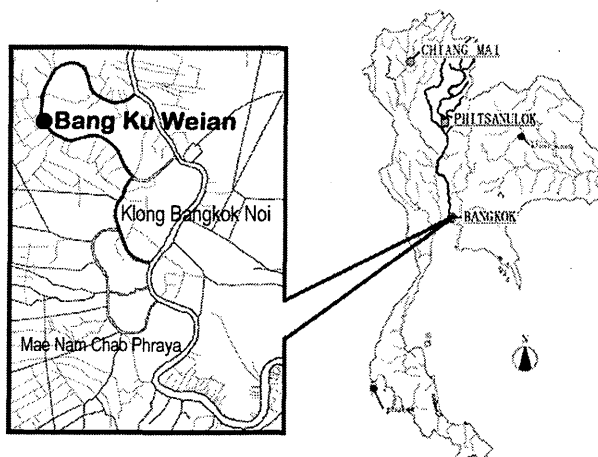 Bang Ku Weian
Klong Bangkok Noi
Mae Nam Chab Phraya
CHIANG MAI
PHITSANULOK
BANGKOK
N